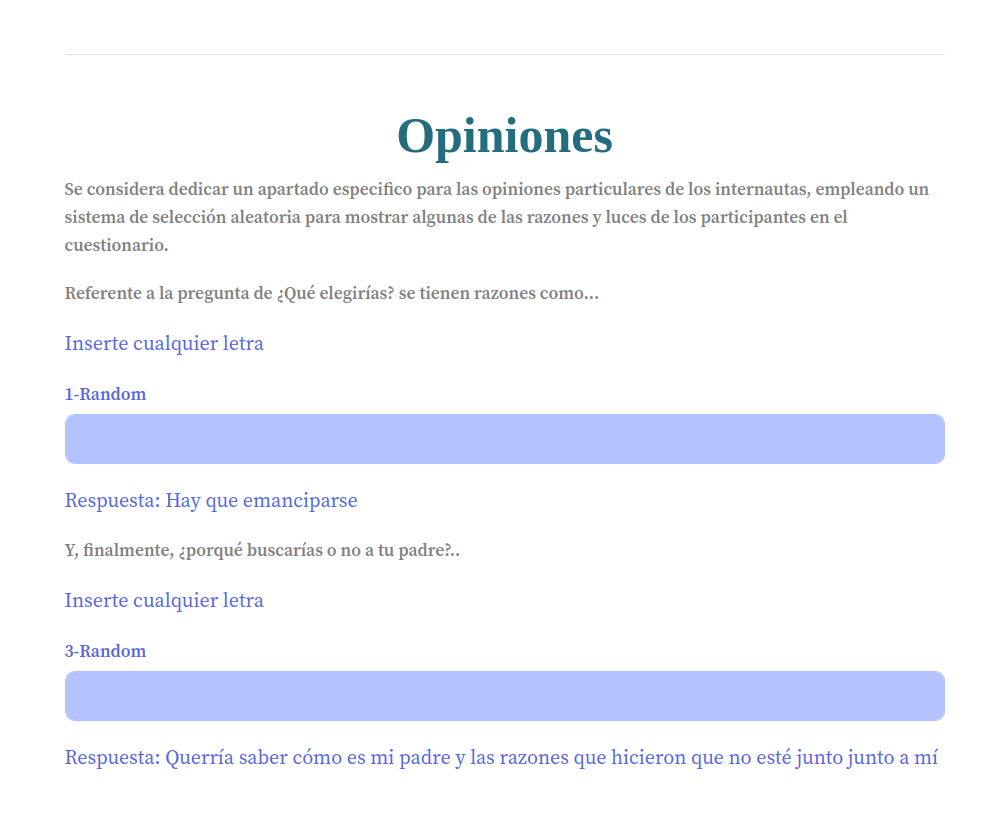 Opiniones
Se considera dedicar un apartado especifico para las opiniones particulares de los internautas, empleando un
sistema de selección aleatoria para mostrar algunas de las razones y luces de los participantes en el
cuestionario.
Referente a la pregunta de ¿Qué elegirías? se tienen razones como...
Inserte cualquier letra
1-Random
Respuesta: Hay que emanciparse
Y, finalmente, ¿porqué buscarías o no a tu padre?..
Inserte cualquier letra
3-Random
Respuesta: Querría saber cómo es mi padre y las razones que hicieron que no esté junto junto a mí